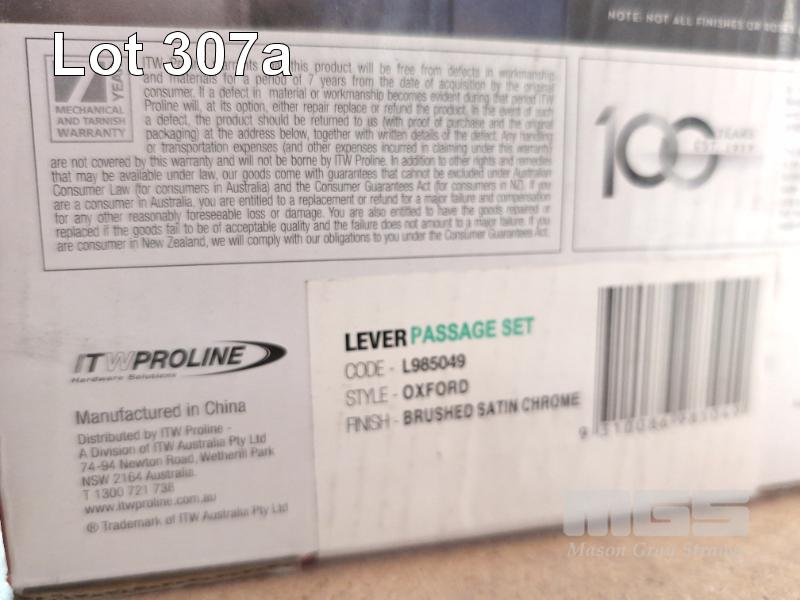 Lot 307a
NOTE: NOT ALL FINISHES OR
7 YEAR
MECHANICAL
AND TARNISH
WARRANTY
ITW this product will be free from defects in workmanship
and materials for a period of 7 years from the date of acquisition by the original
consumer. If a defect in material or workmanship becomes evident during that period ITW
Proline will, at its option, either repair replace or refund the product. In the event of such
a defect, the product should be returned to us (with proof of purchase and the original
packaging) at the address below, together with written details of the defect. Any handling
or transportation expenses (and other expenses incurred in claiming under this warranty)
are not covered by this warranty and will not be borne by ITW Proline. In addition to other rights and remedies
that may be available under law, our goods come with guarantees that cannot be excluded under Australian
Consumer Law (for consumers in Australia) and the Consumer Guarantees Act (for consumers in NZ). If you
are a consumer in Australia, you are entitled to a replacement or refund for a major failure and compensation
for any other reasonably foreseeable loss or damage. You are also entitled to have the goods repaired or
replaced if the goods fail to be of acceptable quality and the failure does not amount to a major failure. If you
are consumer in New Zealand, we will comply with our obligations to you under the Consumer Guarantees Act.
100 YEARS
EST. 1919
ITWPROLINE
Hardware Solutions
Manufactured in China
Distributed by ITW Proline -
A Division of ITW Australia Pty Ltd
74-94 Newton Road, Wetherill Park
NSW 2164 Australia.
T 1300 721 738
www.itwproline.com.au
® Trademark of ITW Australia Pty Ltd
LEVER PASSAGE SET
CODE - L985049
STYLE - OXFORD
FINISH - BRUSHED SATIN CHROME
MGS
Mason Gray Strange